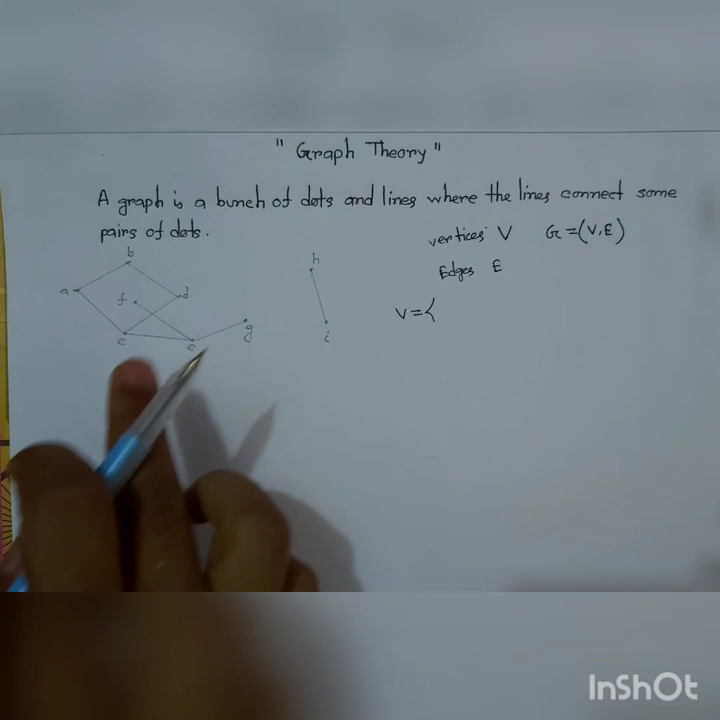 " Graph Theory "
A graph is a bunch of dots and lines where the lines connect some
pairs of dots.
vertices V G=(V,E)
Edges E
b
h
a
f
d
V={
g
c
e
i
InShOt